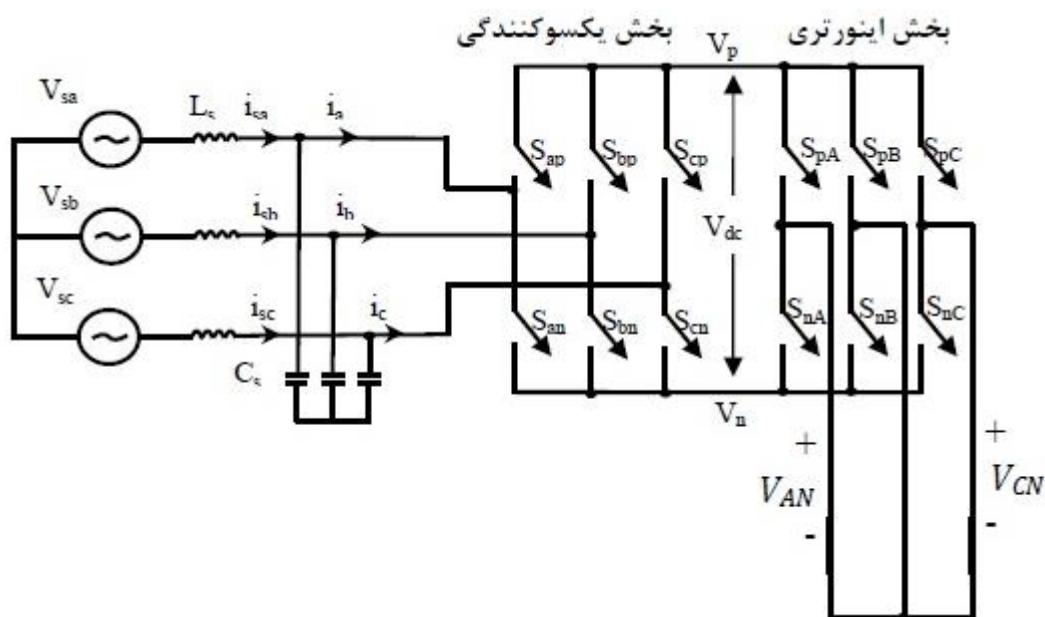 بخش یکسوکنندگی
بخش اینورتری
V_p
V_sa
L_s
i_sa
i_a
S_ap
S_bp
S_cp
S_pA
S_pB
S_pC
V_sb
i_sb
i_b
V_dc
V_sc
i_sc
i_c
S_an
S_bn
S_cn
S_nA
S_nB
S_nC
C_s
V_n
+
+
V_AN
V_CN
-
-